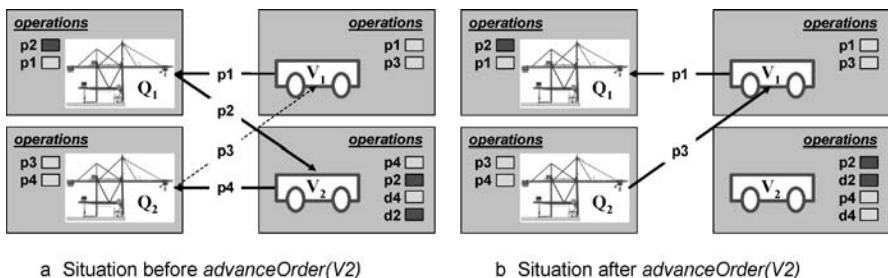 operations
p2
p1
Q1
p1
V1
operations
p1
p3
p2
operations
p3
p4
Q2
p3
p4
V2
operations
p4
p2
d4
d2
a Situation before advanceOrder(V2)
operations
p2
p1
Q1
p1
V1
operations
p1
p3
operations
p3
p4
Q2
p3
V2
operations
p2
d2
p4
d4
b Situation after advanceOrder(V2)